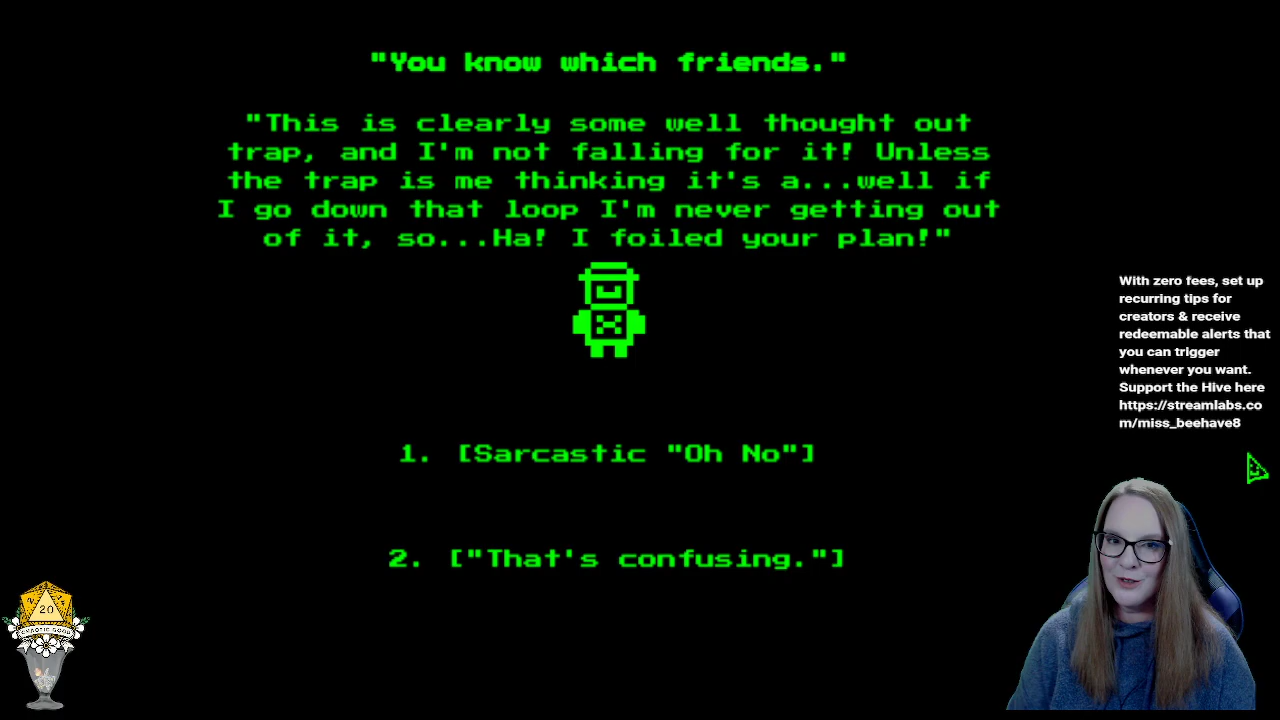 "You know which friends."
"This is clearly some well thought out
trap, and I'm not falling for it! Unless
the trap is me thinking it's a...well if
I go down that loop I'm never getting out
of it, so...Ha! I foiled your plan!"
1. [Sarcastic "Oh No"]
2. ["That's confusing."]
With zero fees, set up
recurring tips for
creators & receive
redeemable alerts that
you can trigger
whenever you want.
Support the Hive here
https://streamlabs.co
m/miss_beehave8
20
CHAOTIC GOOD